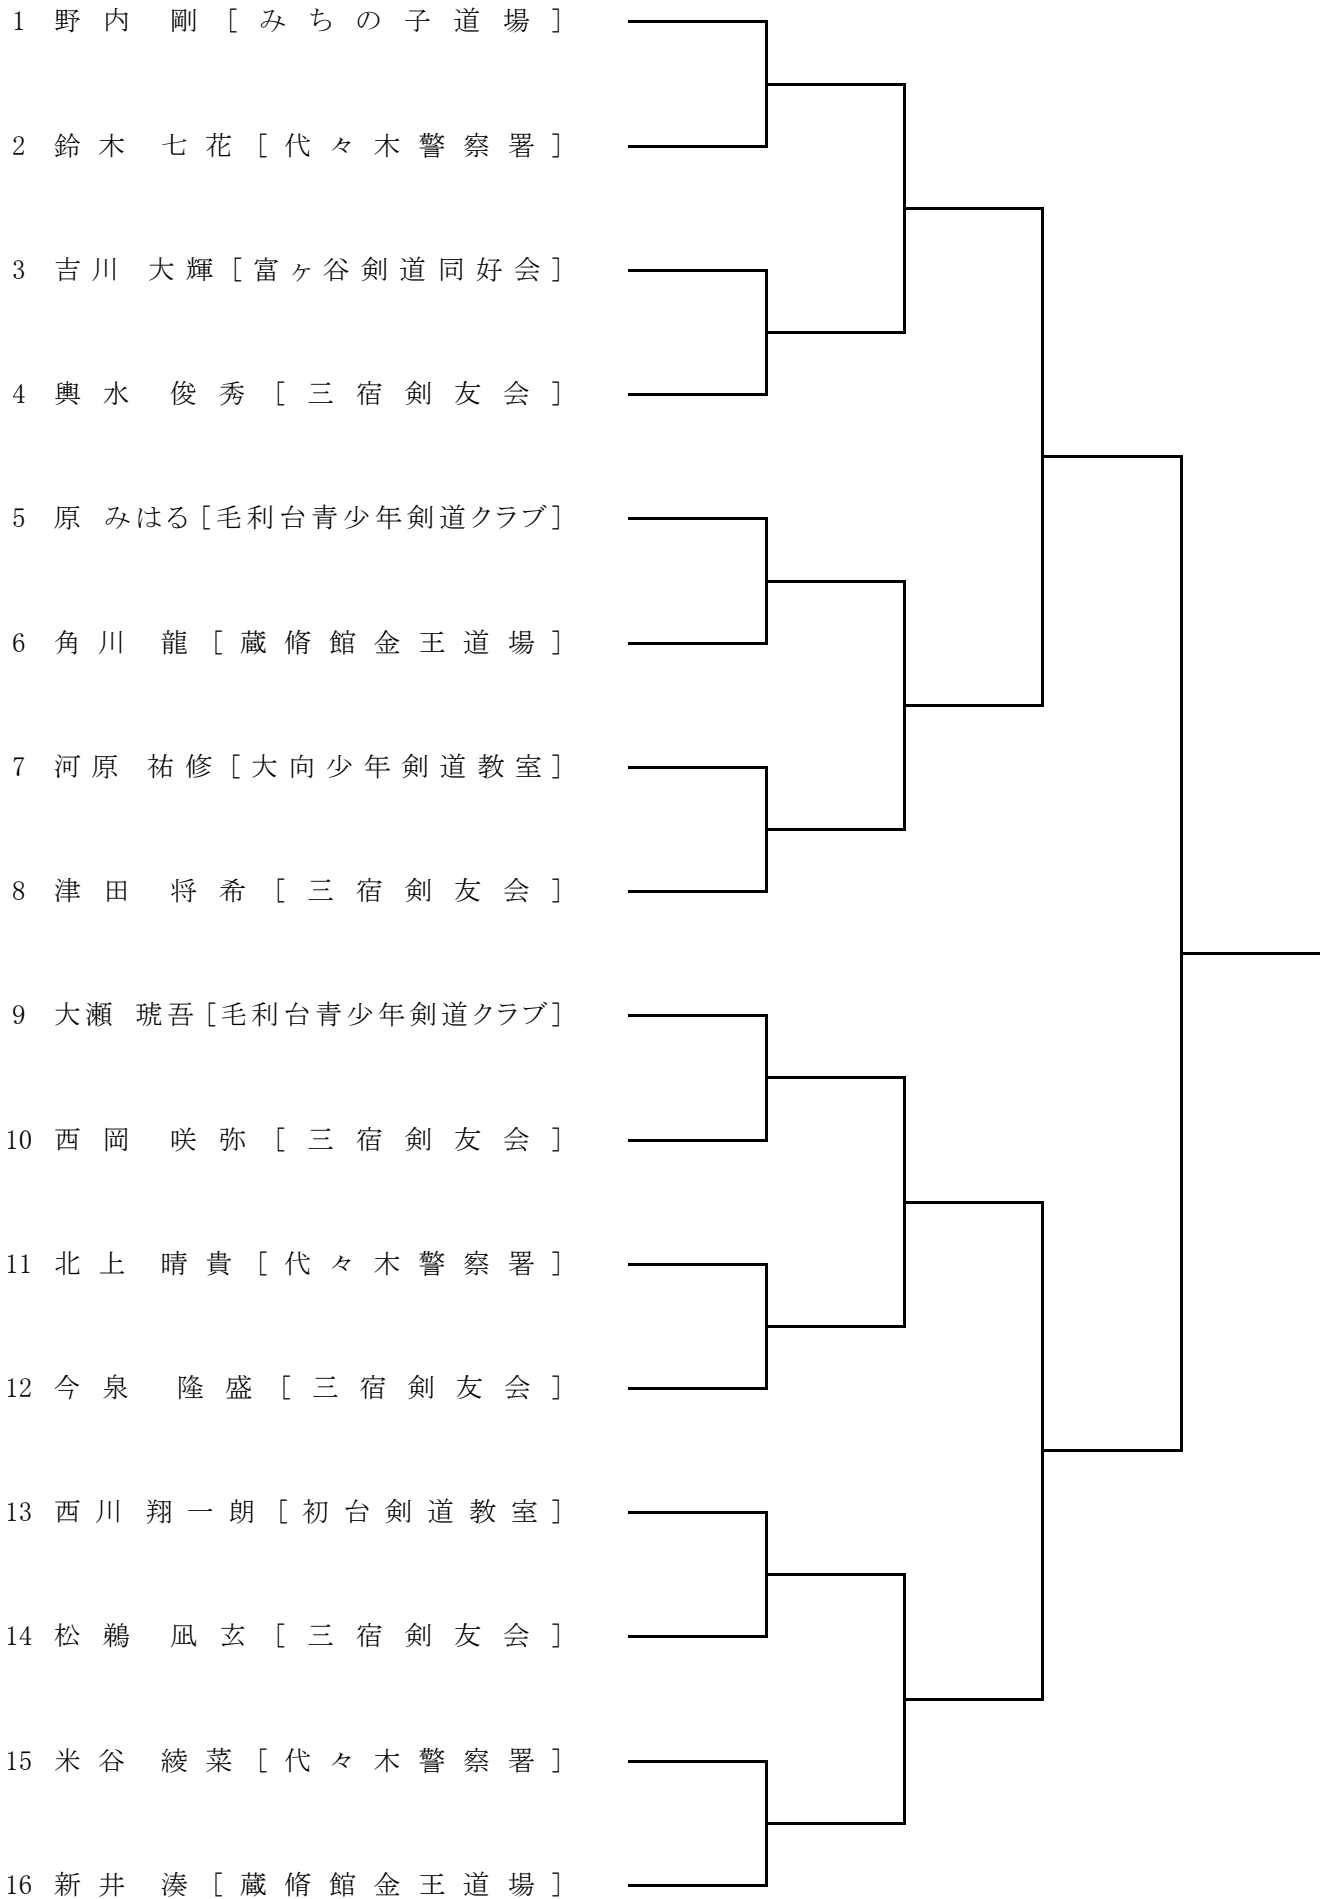 1 野内 剛 [みちの子道場]
2 鈴木 七花 [代々木警察署]
3 吉川 大輝 [富ヶ谷剣道同好会]
4 輿水 俊秀 [三宿剣友会]
5 原 みはる [毛利台青少年剣道クラブ]
6 角川 龍 [蔵脩館金王道場]
7 河原 祐修 [大向少年剣道教室]
8 津田 将希 [三宿剣友会]
9 大瀬 琥吾 [毛利台青少年剣道クラブ]
10 西岡 咲弥 [三宿剣友会]
11 北上 晴貴 [代々木警察署]
12 今泉 隆盛 [三宿剣友会]
13 西川 翔一朗 [初台剣道教室]
14 松鵜 凪玄 [三宿剣友会]
15 米谷 綾菜 [代々木警察署]
16 新井 湊 [蔵脩館金王道場]